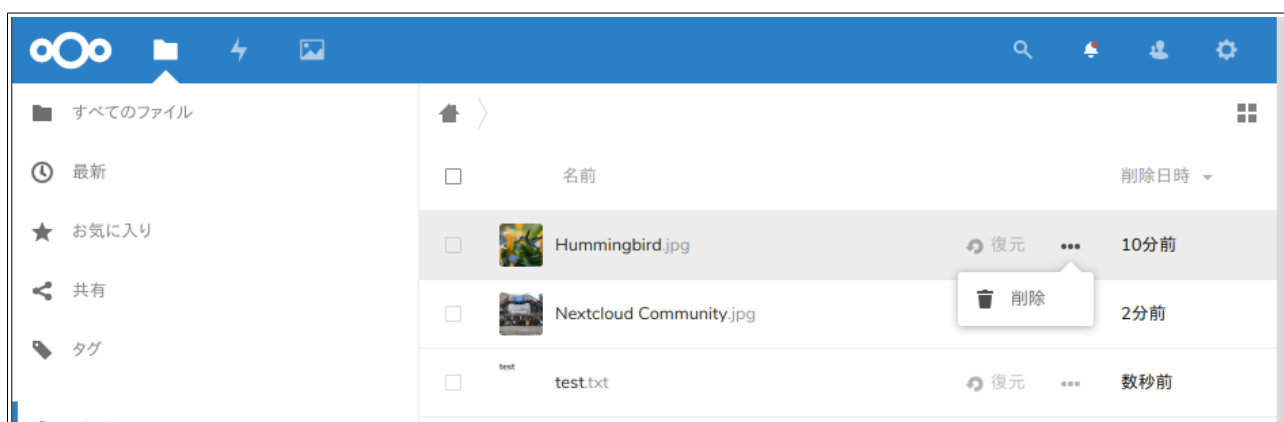 すべてのファイル
最新
名前
削除日時
お気に入り
Hummingbird.jpg
復元
10分前
共有
削除
Nextcloud Community.jpg
2分前
タグ
test
test.txt
復元
数秒前